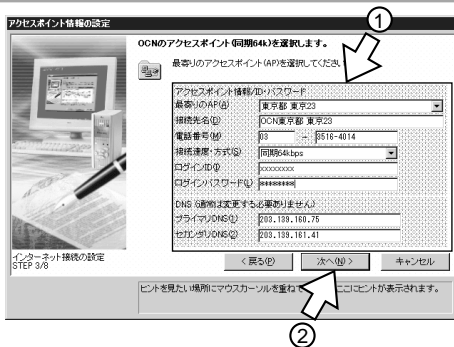 アクセスポイント情報の設定
①
OCNのアクセスポイント(同期64k)を選択します。
最寄りのアクセスポイント(AP)を選択してくださ
アクセスポイント情報/ID・パスワード
最寄りのAP(A) 東京都 東京23
接続先名(D) OCN東京都 東京23
電話番号(M) 03 - 3516-4014
接続速度・方式(S) 同期64kbps
ログインID(I) xxxxxxxx
ログインパスワード(L) ********
DNS (通常は変更する必要ありません)
プライマリDNS(1) 203.139.160.75
セカンダリDNS(2) 203.139.161.41
インターネット接続の設定
STEP 3/8
< 戻る(P) 次へ(N) > キャンセル
ヒントを見たい場所にマウスカーソルを重ねて ここにヒントが表示されます。
②